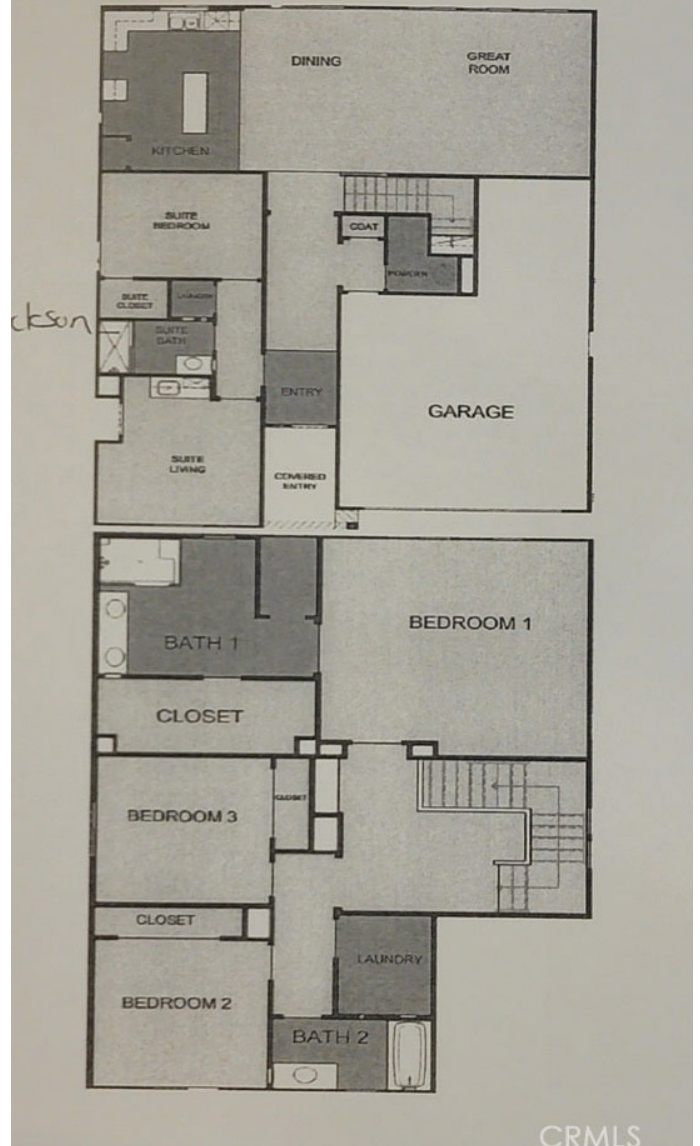 DINING
GREAT
ROOM
KITCHEN
SUITE
BEDROOM
COAT
POWDER
SUITE
CLOSET
LAUNDRY
ckson
SUITE
BATH
ENTRY
GARAGE
SUITE
LIVING
COVERED
ENTRY
BATH 1
BEDROOM 1
CLOSET
BEDROOM 3
CLOSET
CLOSET
LAUNDRY
BEDROOM 2
BATH 2
CRMLS